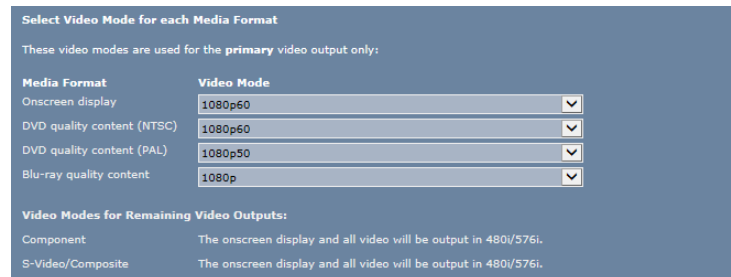 Select Video Mode for each Media Format
These video modes are used for the primary video output only:
Media Format Video Mode
Onscreen display 1080p60
DVD quality content (NTSC) 1080p60
DVD quality content (PAL) 1080p50
Blu-ray quality content 1080p
Video Modes for Remaining Video Outputs:
Component The onscreen display and all video will be output in 480i/576i.
S-Video/Composite The onscreen display and all video will be output in 480i/576i.